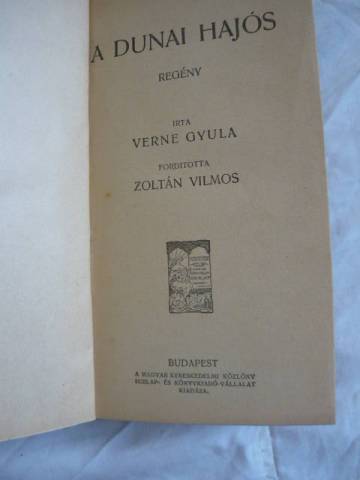 A DUNAI HAJÓS
REGÉNY
IRTA
VERNE GYULA
FORDITOTTA
ZOLTÁN VILMOS
BUDAPEST
A MAGYAR KERESKEDELMI KÖZLÖNY
HIRLAP- ÉS KÖNYVKIADÓ-VÁLLALAT
KIADÁSA.